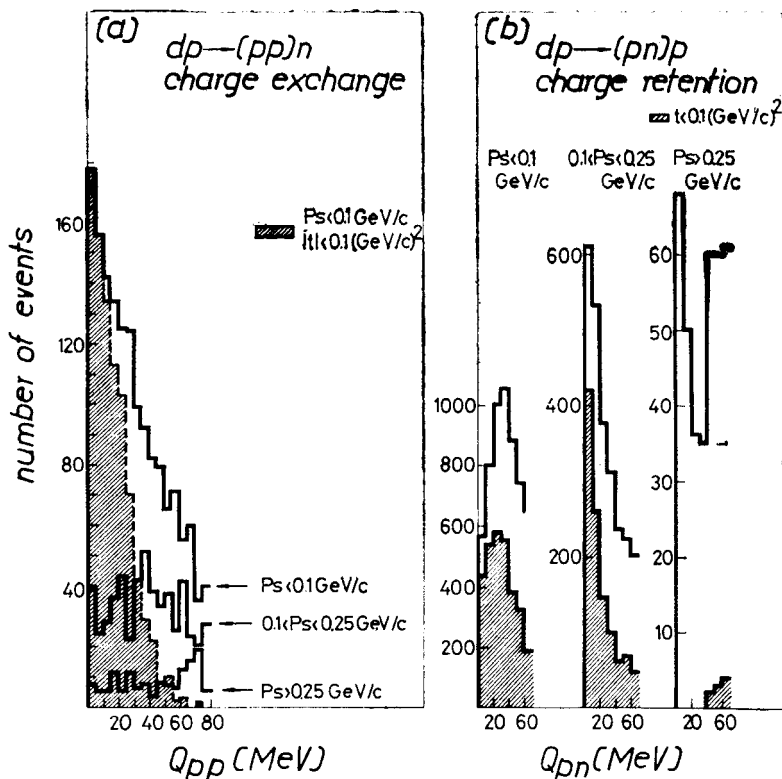 (a)
dp→(pp)n
charge exchange
Ps<0.1 GeV/c
|t|<0.1 (GeV/c)²
number of events
160
120
80
40
Ps<0.1 GeV/c
0.1<Ps<0.25 GeV/c
Ps>0.25 GeV/c
20 40 60 80
Qpp (MeV)
(b)
dp→(pn)p
charge retention
t<0.1 (GeV/c)²
Ps<0.1 GeV/c
0.1<Ps<0.25 GeV/c
Ps>0.25 GeV/c
1000
800
600
400
200
600
400
200
60
50
40
30
20
10
20 60
20 60
20 60
Qpn (MeV)